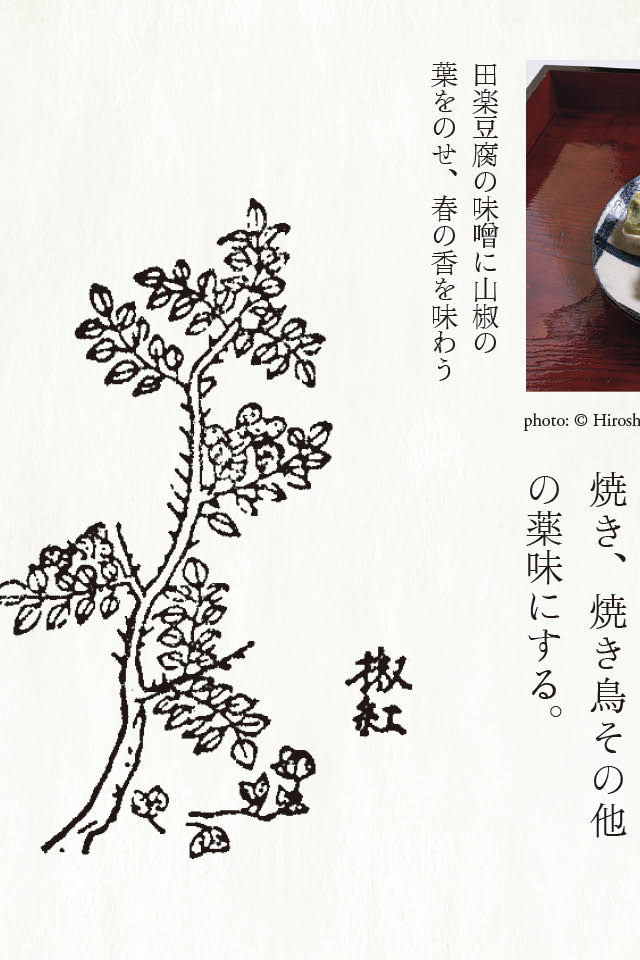 田楽豆腐の味噌に山椒の
葉をのせ、春の香を味わう
photo: © Hirosh
焼き、焼き鳥その他
の薬味にする。
椒紅